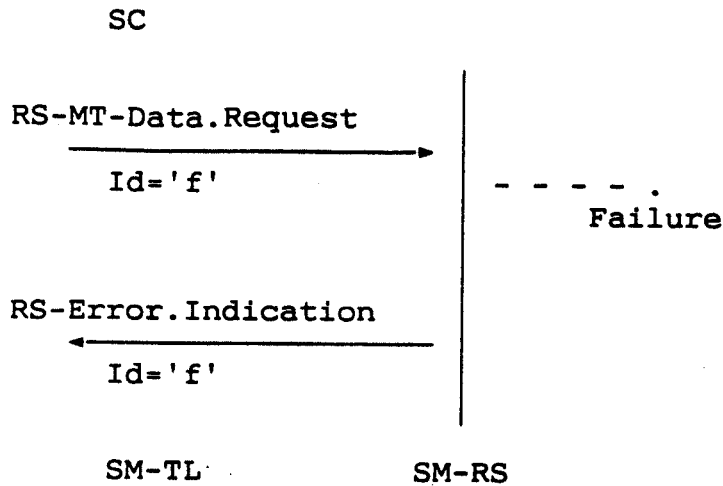 SC
RS-MT-Data.Request
Id='f'
Failure
RS-Error.Indication
Id='f'
SM-TL
SM-RS